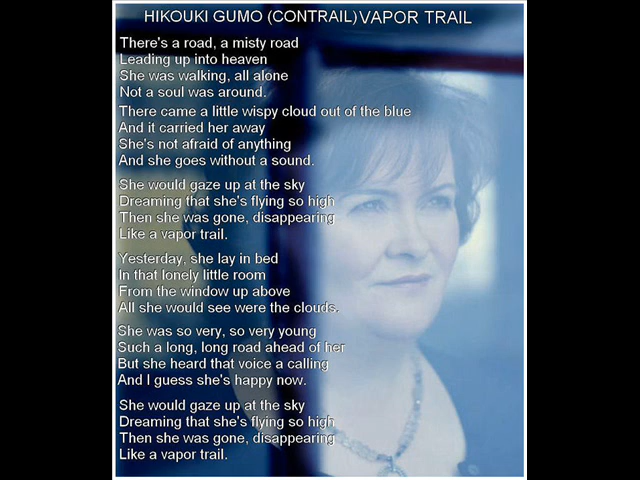 HIKOUKI GUMO (CONTRAIL) VAPOR TRAIL
There's a road, a misty road
Leading up into heaven
She was walking, all alone
Not a soul was around.
There came a little wispy cloud out of the blue
And it carried her away
She's not afraid of anything
And she goes without a sound.
She would gaze up at the sky
Dreaming that she's flying so high
Then she was gone, disappearing
Like a vapor trail.
Yesterday, she lay in bed
In that lonely little room
From the window up above
All she would see were the clouds.
She was so very, so very young
Such a long, long road ahead of her
But she heard that voice a calling
And I guess she's happy now.
She would gaze up at the sky
Dreaming that she's flying so high
Then she was gone, disappearing
Like a vapor trail.